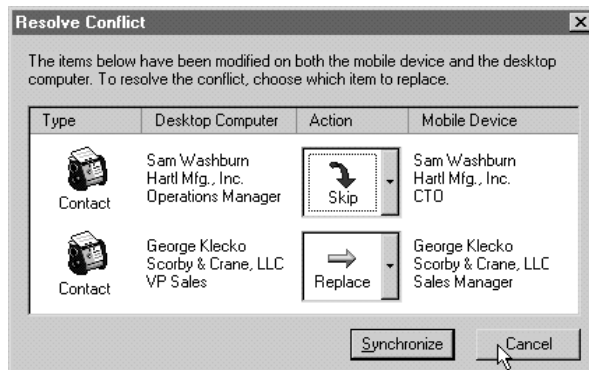 Resolve Conflict
The items below have been modified on both the mobile device and the desktop
computer. To resolve the conflict, choose which item to replace.
Type Desktop Computer Action Mobile Device
Contact
Sam Washburn
Hartl Mfg., Inc.
Operations Manager
Skip
Sam Washburn
Hartl Mfg., Inc.
CTO
Contact
George Klecko
Scorby & Crane, LLC
VP Sales
Replace
George Klecko
Scorby & Crane, LLC
Sales Manager
Synchronize Cancel